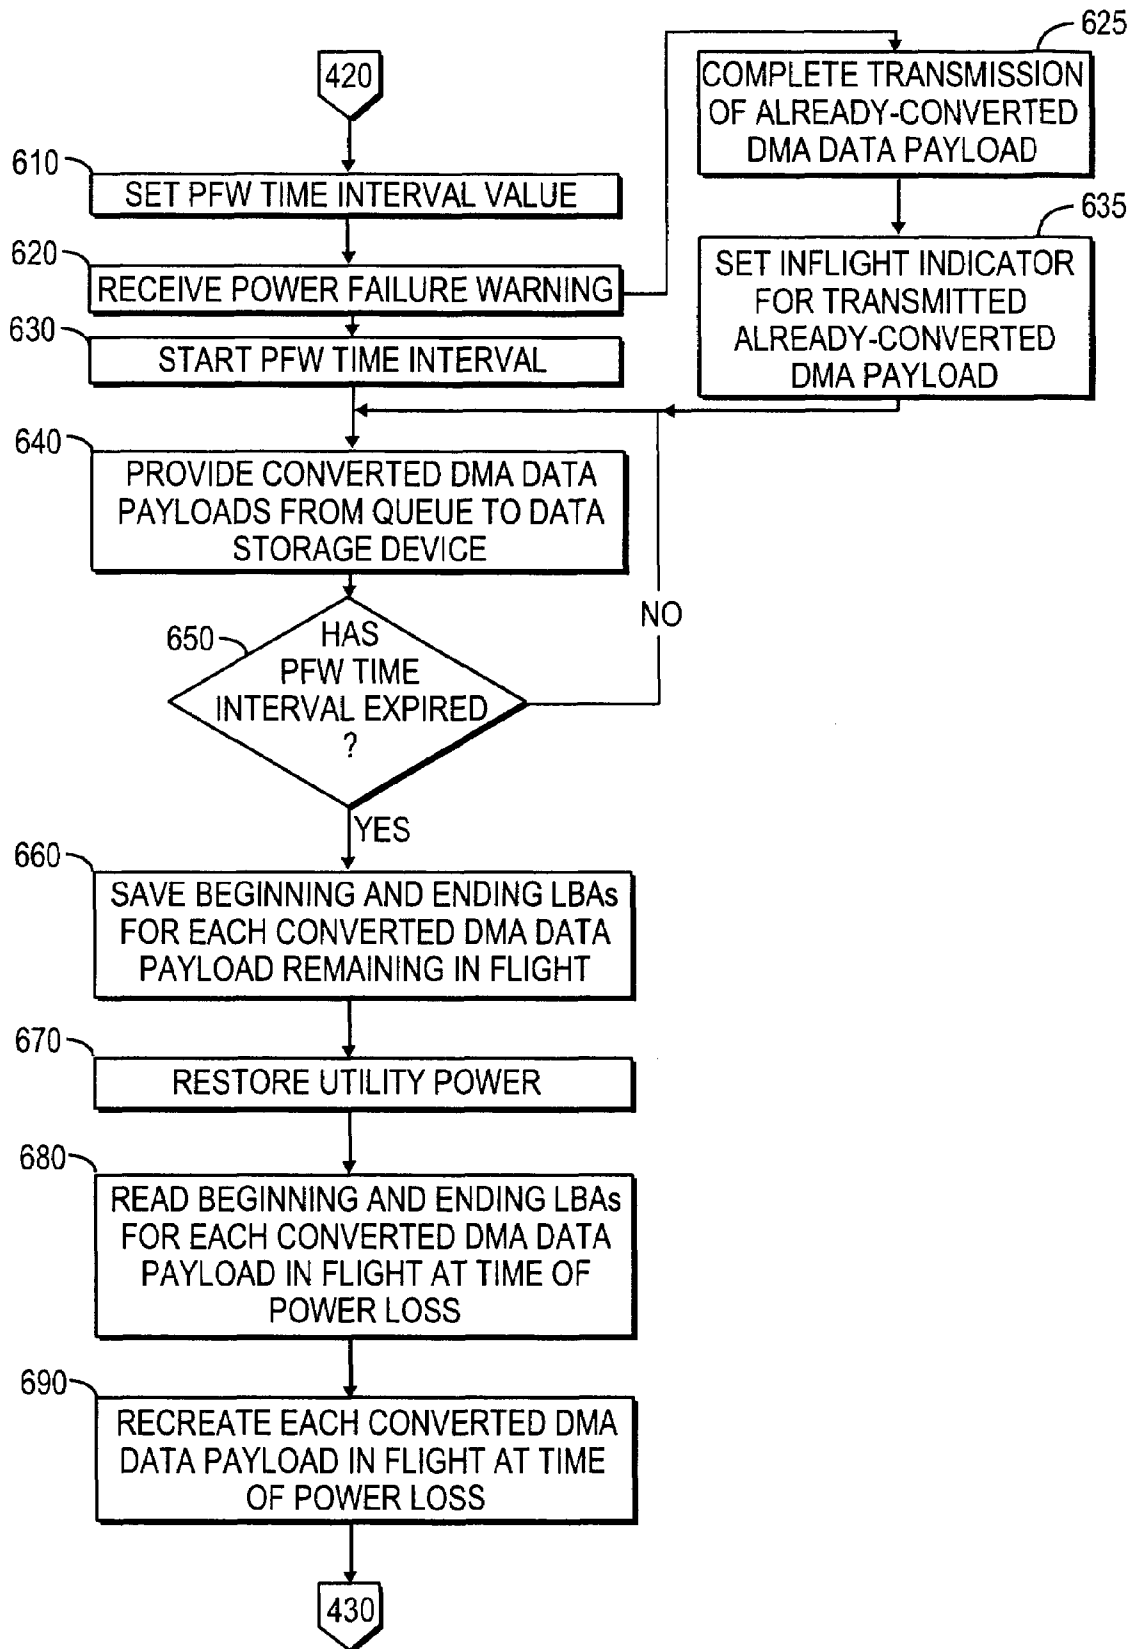 420
610
SET PFW TIME INTERVAL VALUE
620
RECEIVE POWER FAILURE WARNING
625
COMPLETE TRANSMISSION
OF ALREADY-CONVERTED
DMA DATA PAYLOAD
635
SET INFLIGHT INDICATOR
FOR TRANSMITTED
ALREADY-CONVERTED
DMA PAYLOAD
630
START PFW TIME INTERVAL
640
PROVIDE CONVERTED DMA DATA
PAYLOADS FROM QUEUE TO DATA
STORAGE DEVICE
650
HAS
PFW TIME
INTERVAL EXPIRED
?
NO
YES
660
SAVE BEGINNING AND ENDING LBAs
FOR EACH CONVERTED DMA DATA
PAYLOAD REMAINING IN FLIGHT
670
RESTORE UTILITY POWER
680
READ BEGINNING AND ENDING LBAs
FOR EACH CONVERTED DMA DATA
PAYLOAD IN FLIGHT AT TIME OF
POWER LOSS
690
RECREATE EACH CONVERTED DMA
DATA PAYLOAD IN FLIGHT AT TIME
OF POWER LOSS
430